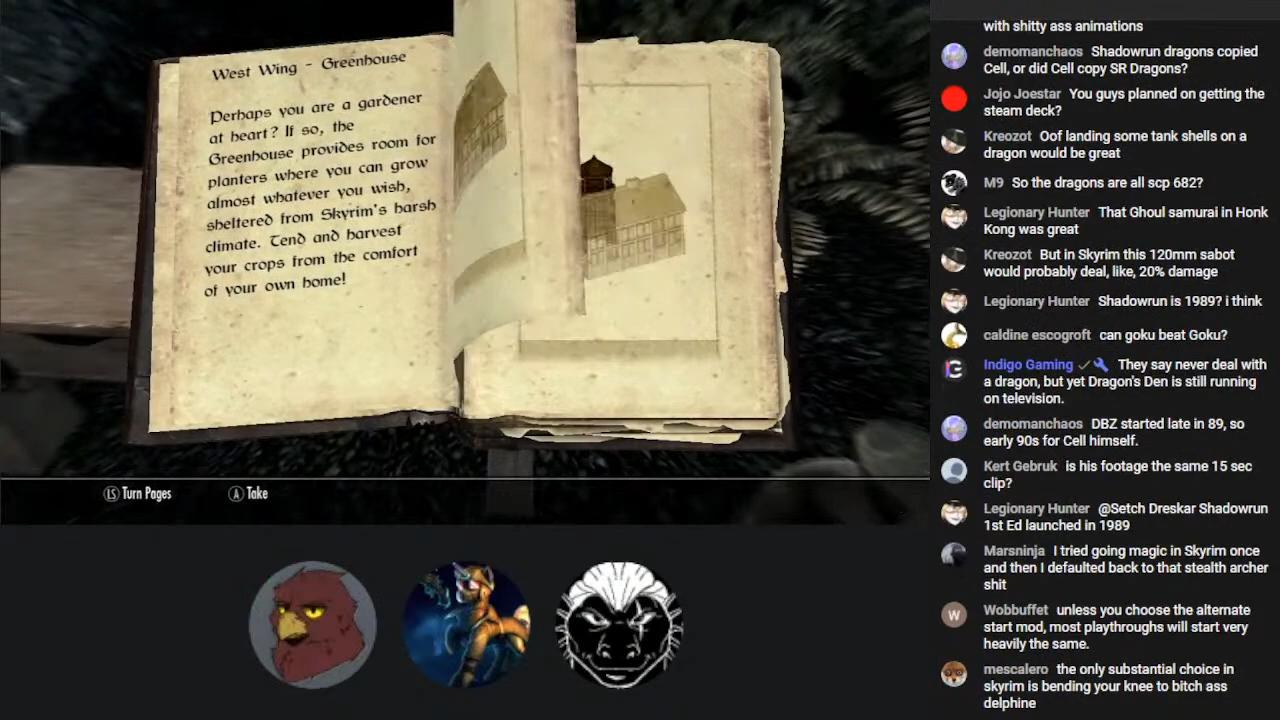 West Wing - Greenhouse
Perhaps you are a gardener
at heart? If so, the
Greenhouse provides room for
planters where you can grow
almost whatever you wish,
sheltered from Skyrim's harsh
climate. Tend and harvest
your crops from the comfort
of your own home!
LS Turn Pages
A Take
with shitty ass animations
demomanchaos Shadowrun dragons copied
Cell, or did Cell copy SR Dragons?
Jojo Joestar You guys planned on getting the
steam deck?
Kreozot Oof landing some tank shells on a
dragon would be great
M9 So the dragons are all scp 682?
Legionary Hunter That Ghoul samurai in Honk
Kong was great
Kreozot But in Skyrim this 120mm sabot
would probably deal, like, 20% damage
Legionary Hunter Shadowrun is 1989? i think
caldine escogroft can goku beat Goku?
Indigo Gaming They say never deal with
a dragon, but yet Dragon's Den is still running
on television.
demomanchaos DBZ started late in 89, so
early 90s for Cell himself.
Kert Gebruk is his footage the same 15 sec
clip?
Legionary Hunter @Setch Dreskar Shadowrun
1st Ed launched in 1989
Marsninja I tried going magic in Skyrim once
and then I defaulted back to that stealth archer
shit
W Wobbuffet unless you choose the alternate
start mod, most playthroughs will start very
heavily the same.
mescalero the only substantial choice in
skyrim is bending your knee to bitch ass
delphine